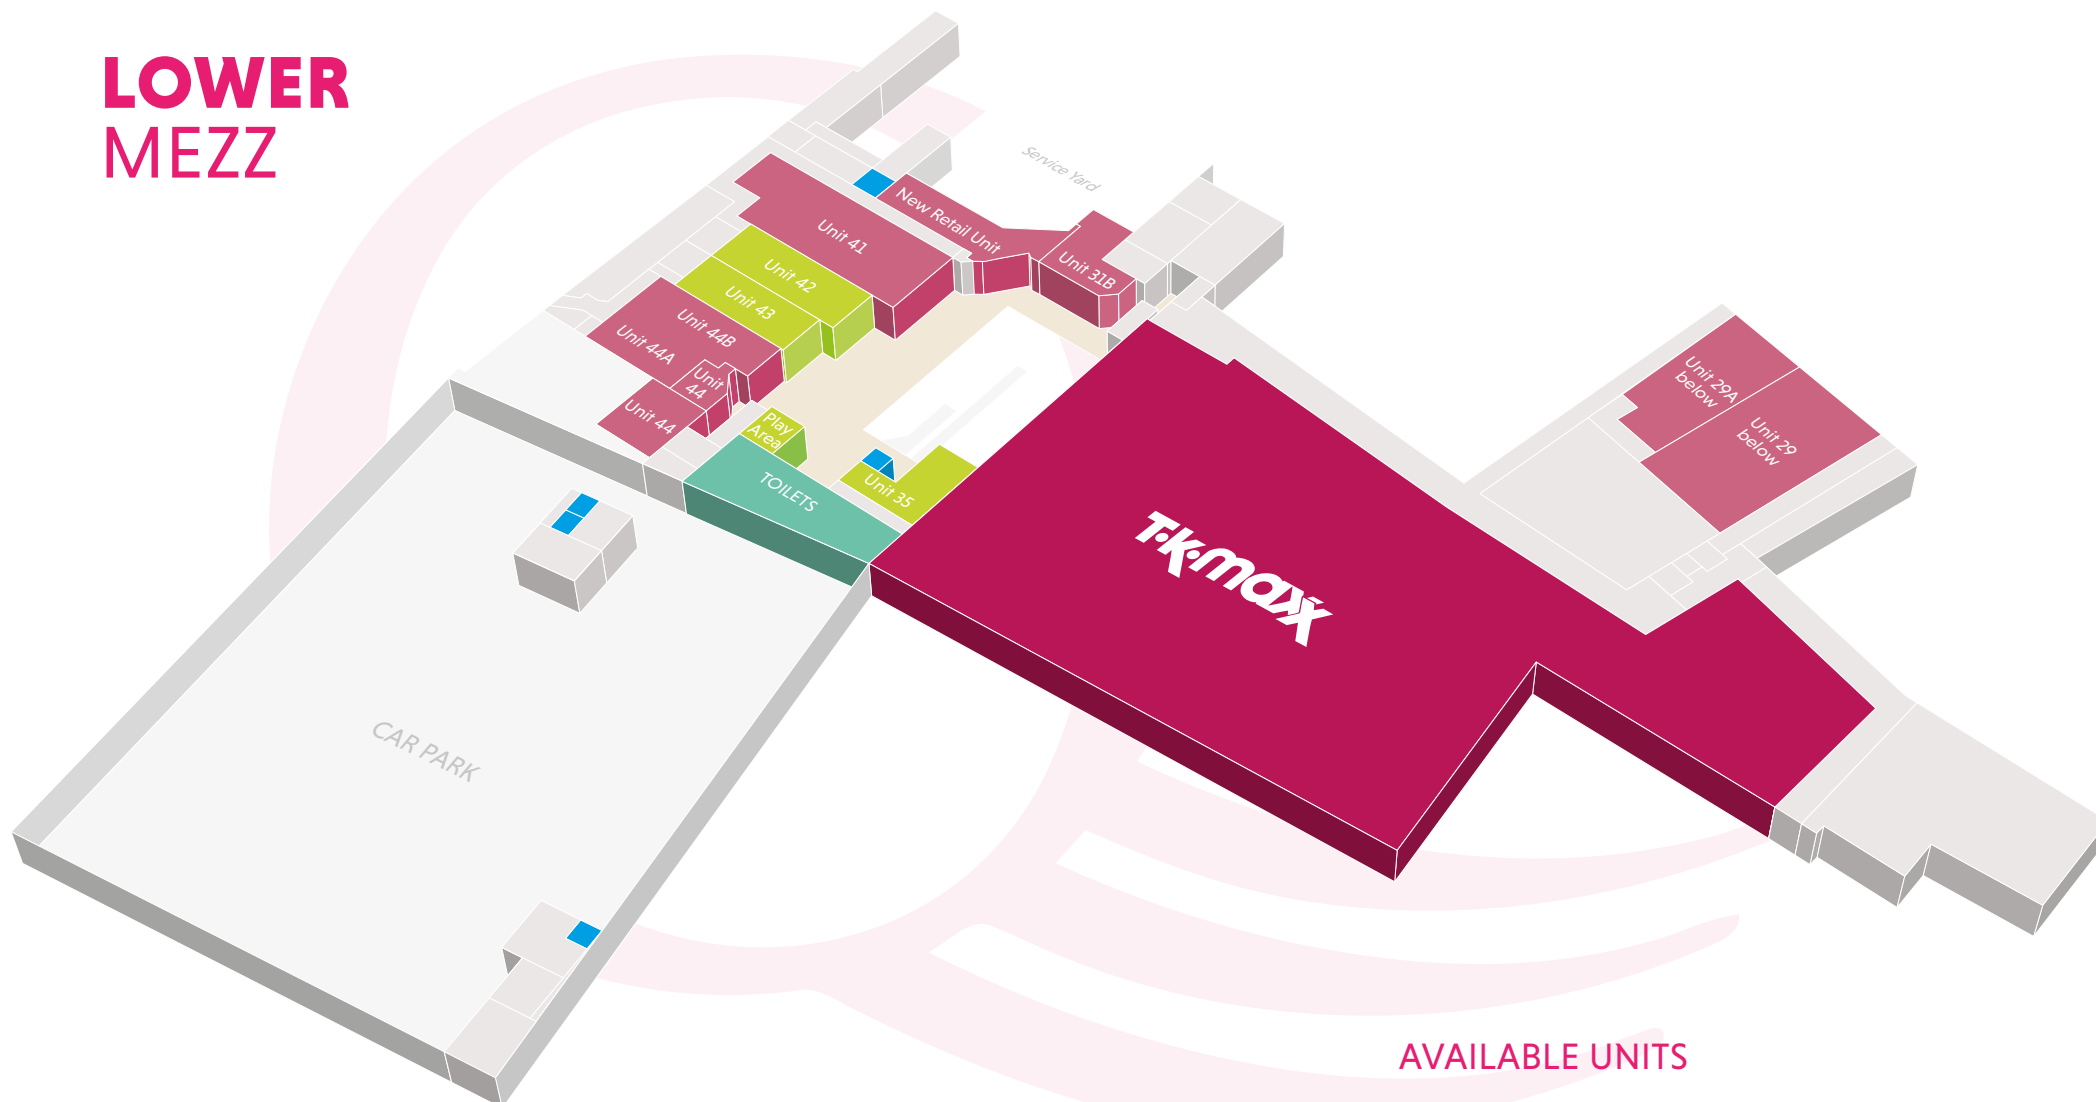 LOWER
MEZZ
Service Yard
New Retail Unit
Unit 41
Unit 31B
Unit 42
Unit 43
Unit 44B
Unit 44A
Unit
44
Unit 44
Play
Area
TOILETS
Unit 35
Unit 29A
below
Unit 29
below
T·K·maxx
CAR PARK
AVAILABLE UNITS